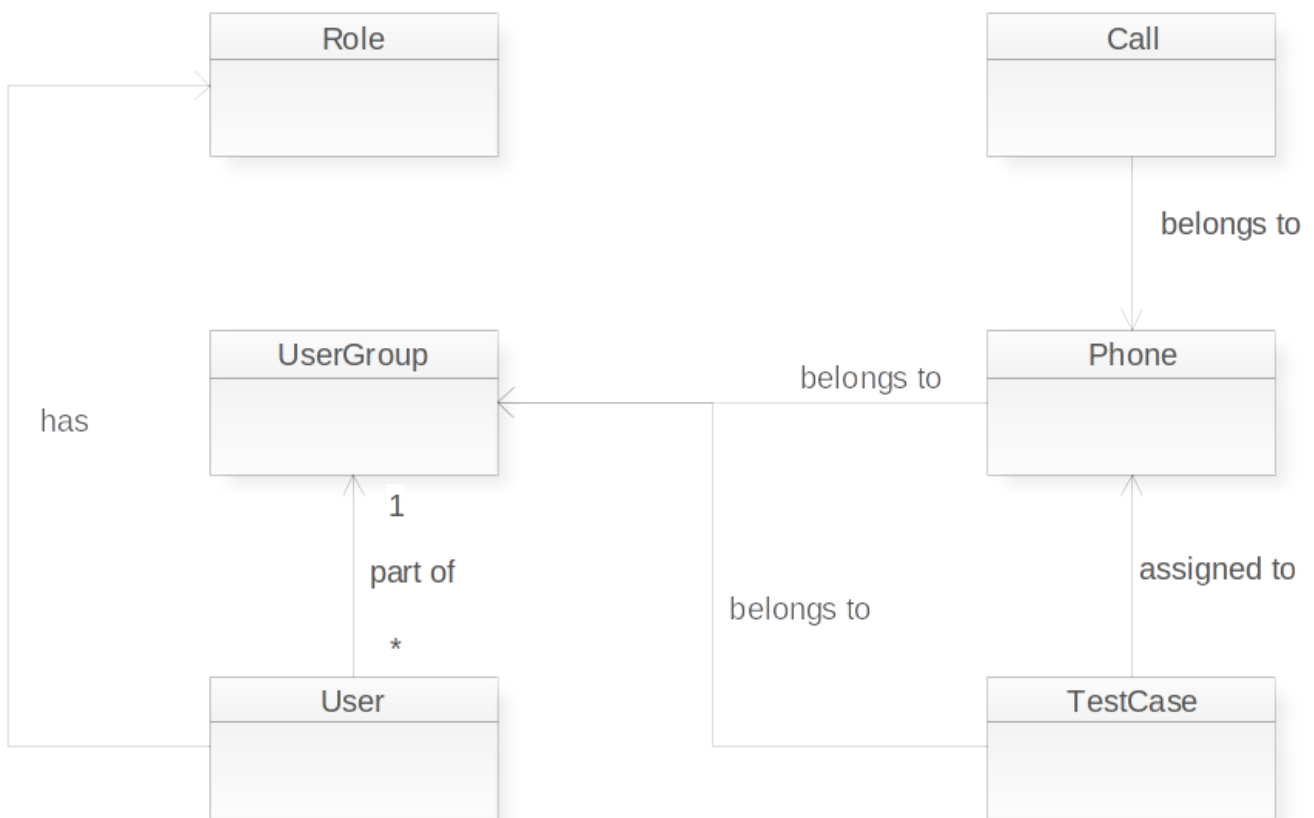 Role
Call
belongs to
UserGroup
Phone
belongs to
has
1
part of
assigned to
belongs to
*
User
TestCase